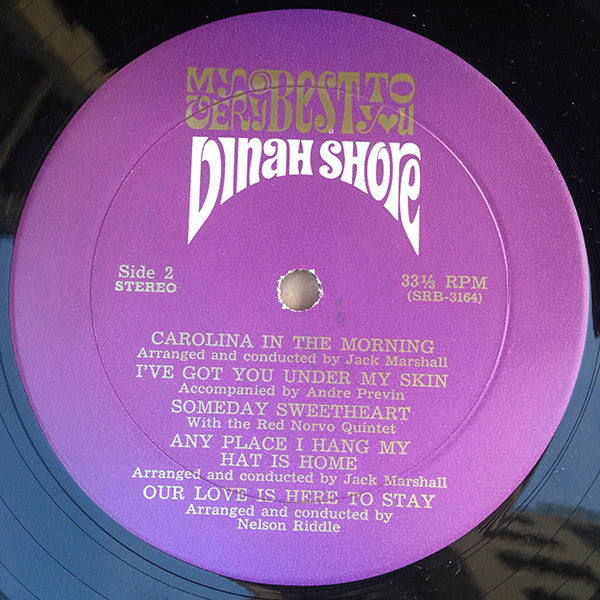 MY BEST TO
VERY YOU
DINAH SHORE
Side 2
STEREO
33⅓ RPM
(SRB-3164)
CAROLINA IN THE MORNING
Arranged and conducted by Jack Marshall
I'VE GOT YOU UNDER MY SKIN
Accompanied by Andre Previn
SOMEDAY SWEETHEART
With the Red Norvo Quintet
ANY PLACE I HANG MY
HAT IS HOME
Arranged and conducted by Jack Marshall
OUR LOVE IS HERE TO STAY
Arranged and conducted by
Nelson Riddle